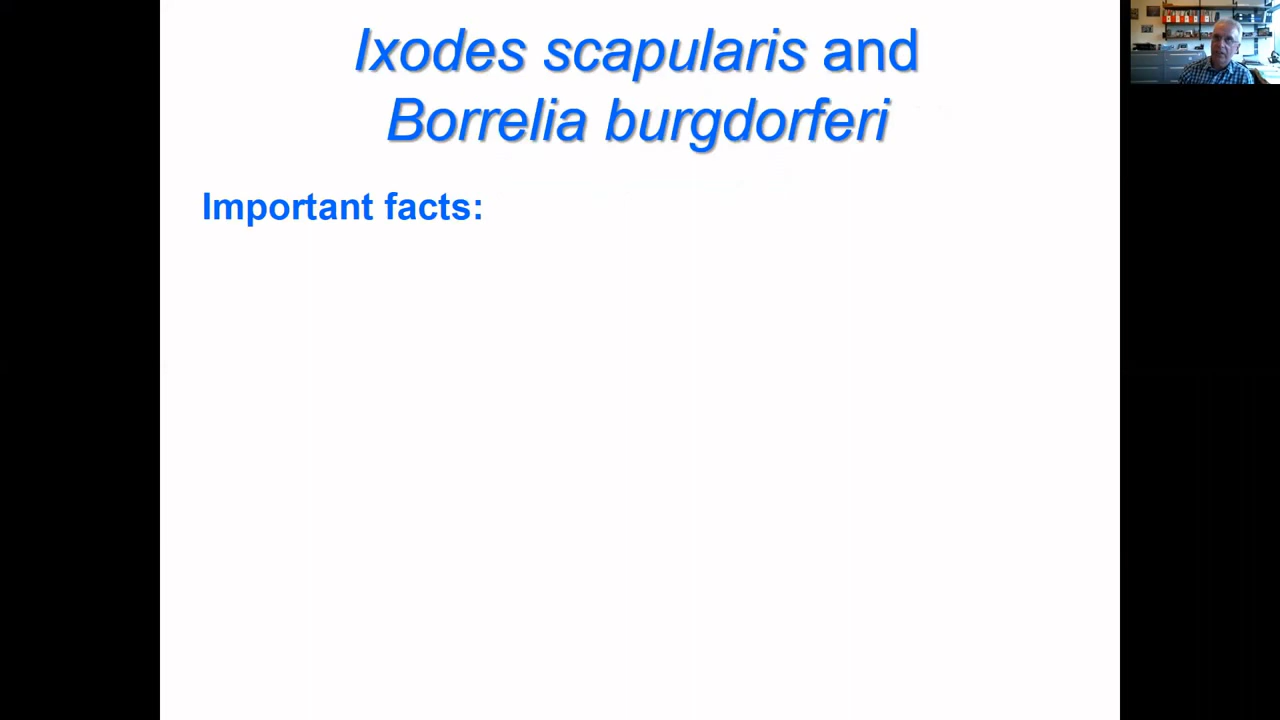 Ixodes scapularis and
Borrelia burgdorferi
Important facts: